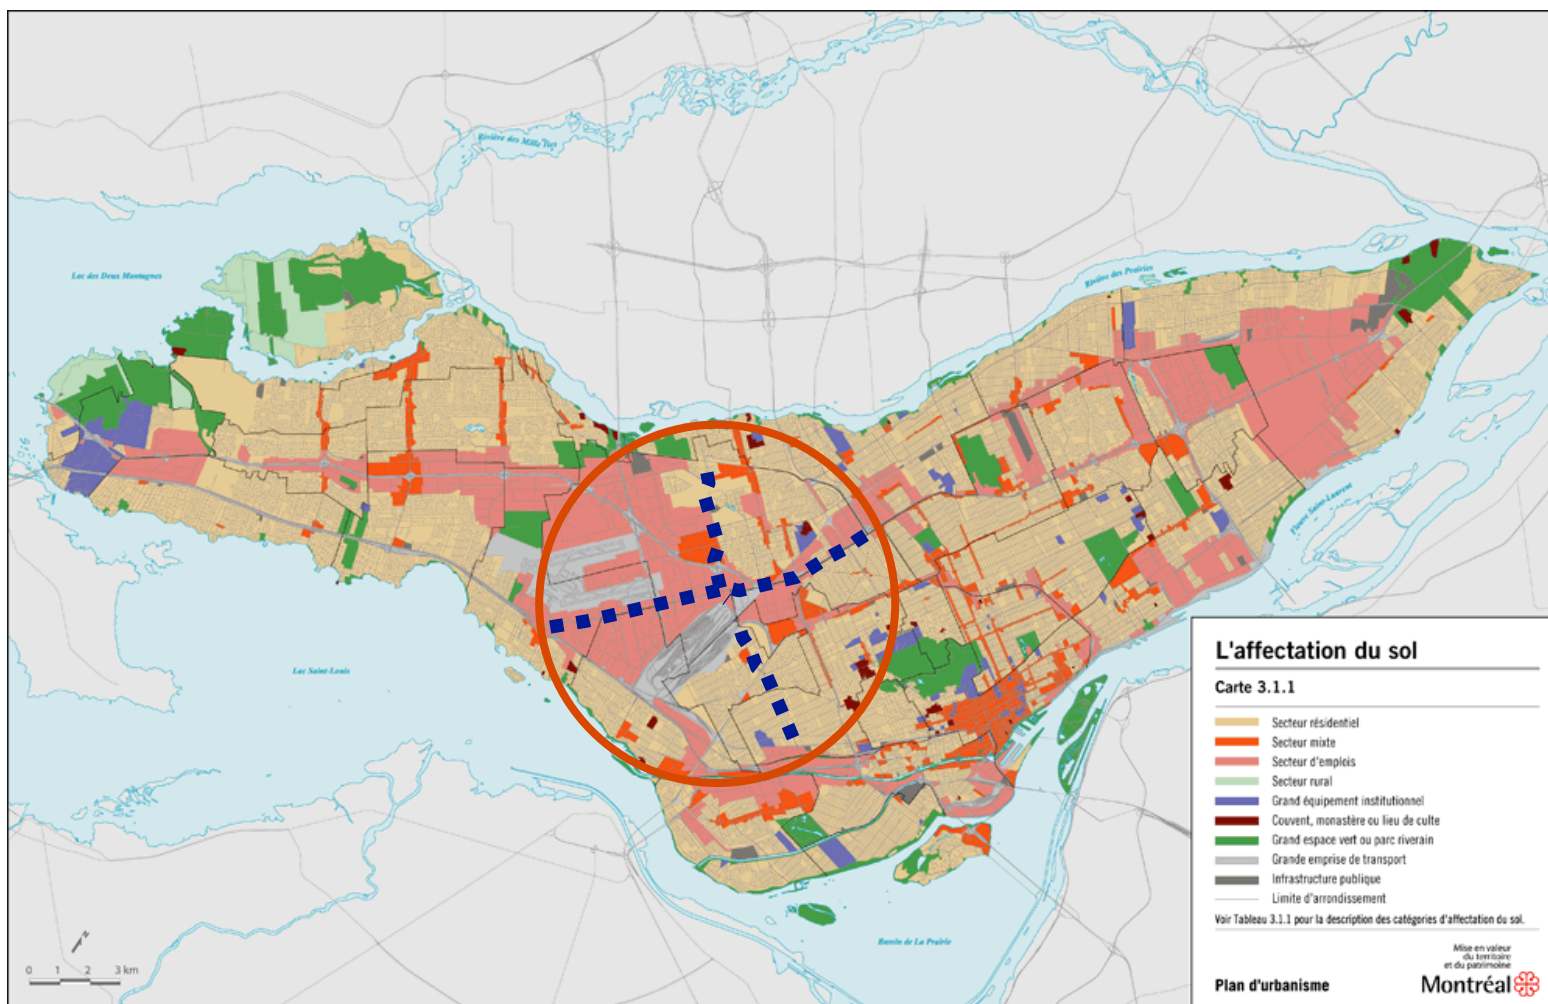 Rivière des Mille Iles
Lac des Deux Montagnes
Rivière des Prairies
Fleuve Saint-Laurent
Lac Saint-Louis
Bassin de La Prairie
0 1 2 3 km
L'affectation du sol
Carte 3.1.1
Secteur résidentiel
Secteur mixte
Secteur d'emplois
Secteur rural
Grand équipement institutionnel
Couvent, monastère ou lieu de culte
Grand espace vert ou parc riverain
Grande emprise de transport
Infrastructure publique
Limite d'arrondissement
Voir Tableau 3.1.1 pour la description des catégories d'affectation du sol.
Mise en valeur
du territoire
et du patrimoine
Plan d'urbanisme
Montréal